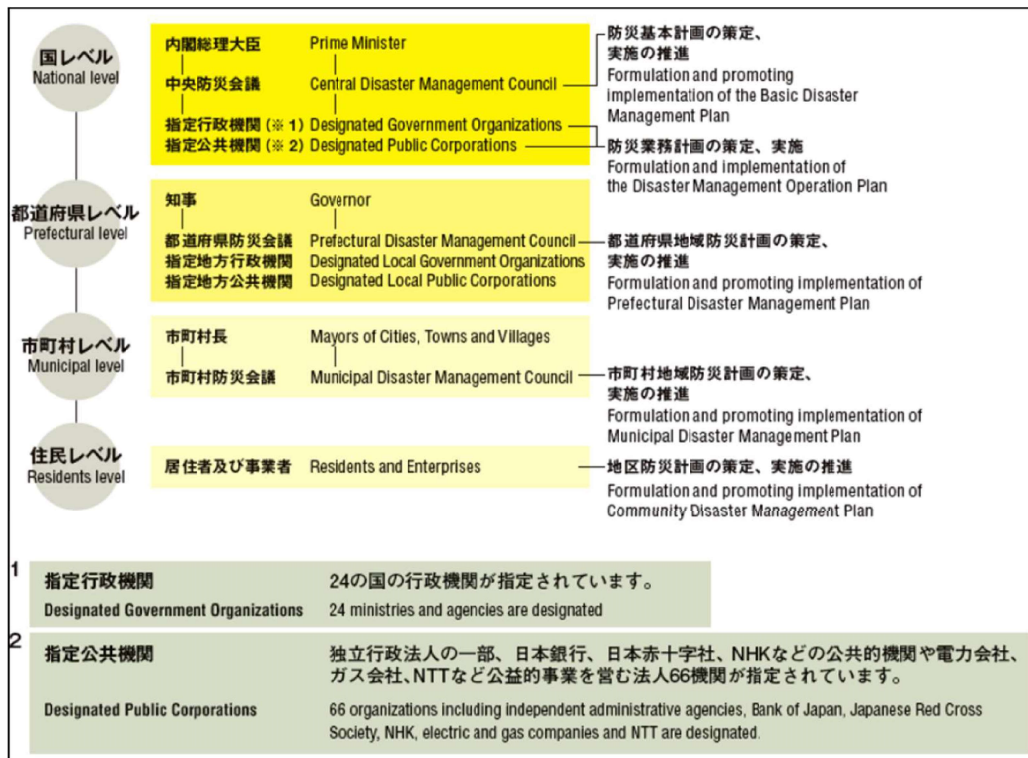 国レベル
National level
内閣総理大臣 Prime Minister
中央防災会議 Central Disaster Management Council
指定行政機関 (※ 1) Designated Government Organizations
指定公共機関 (※ 2) Designated Public Corporations
防災基本計画の策定、
実施の推進
Formulation and promoting
implementation of the Basic Disaster
Management Plan
防災業務計画の策定、実施
Formulation and implementation of
the Disaster Management Operation Plan
都道府県レベル
Prefectural level
知事 Governor
都道府県防災会議 Prefectural Disaster Management Council
指定地方行政機関 Designated Local Government Organizations
指定地方公共機関 Designated Local Public Corporations
都道府県地域防災計画の策定、
実施の推進
Formulation and promoting implementation of
Prefectural Disaster Management Plan
市町村レベル
Municipal level
市町村長 Mayors of Cities, Towns and Villages
市町村防災会議 Municipal Disaster Management Council
市町村地域防災計画の策定、
実施の推進
Formulation and promoting implementation of
Municipal Disaster Management Plan
住民レベル
Residents level
居住者及び事業者 Residents and Enterprises
地区防災計画の策定、実施の推進
Formulation and promoting implementation of
Community Disaster Management Plan
1
指定行政機関 24の国の行政機関が指定されています。
Designated Government Organizations 24 ministries and agencies are designated
2
指定公共機関 独立行政法人の一部、日本銀行、日本赤十字社、NHKなどの公共的機関や電力会社、
ガス会社、NTTなど公益的事業を営む法人66機関が指定されています。
Designated Public Corporations 66 organizations including independent administrative agencies, Bank of Japan, Japanese Red Cross
Society, NHK, electric and gas companies and NTT are designated.